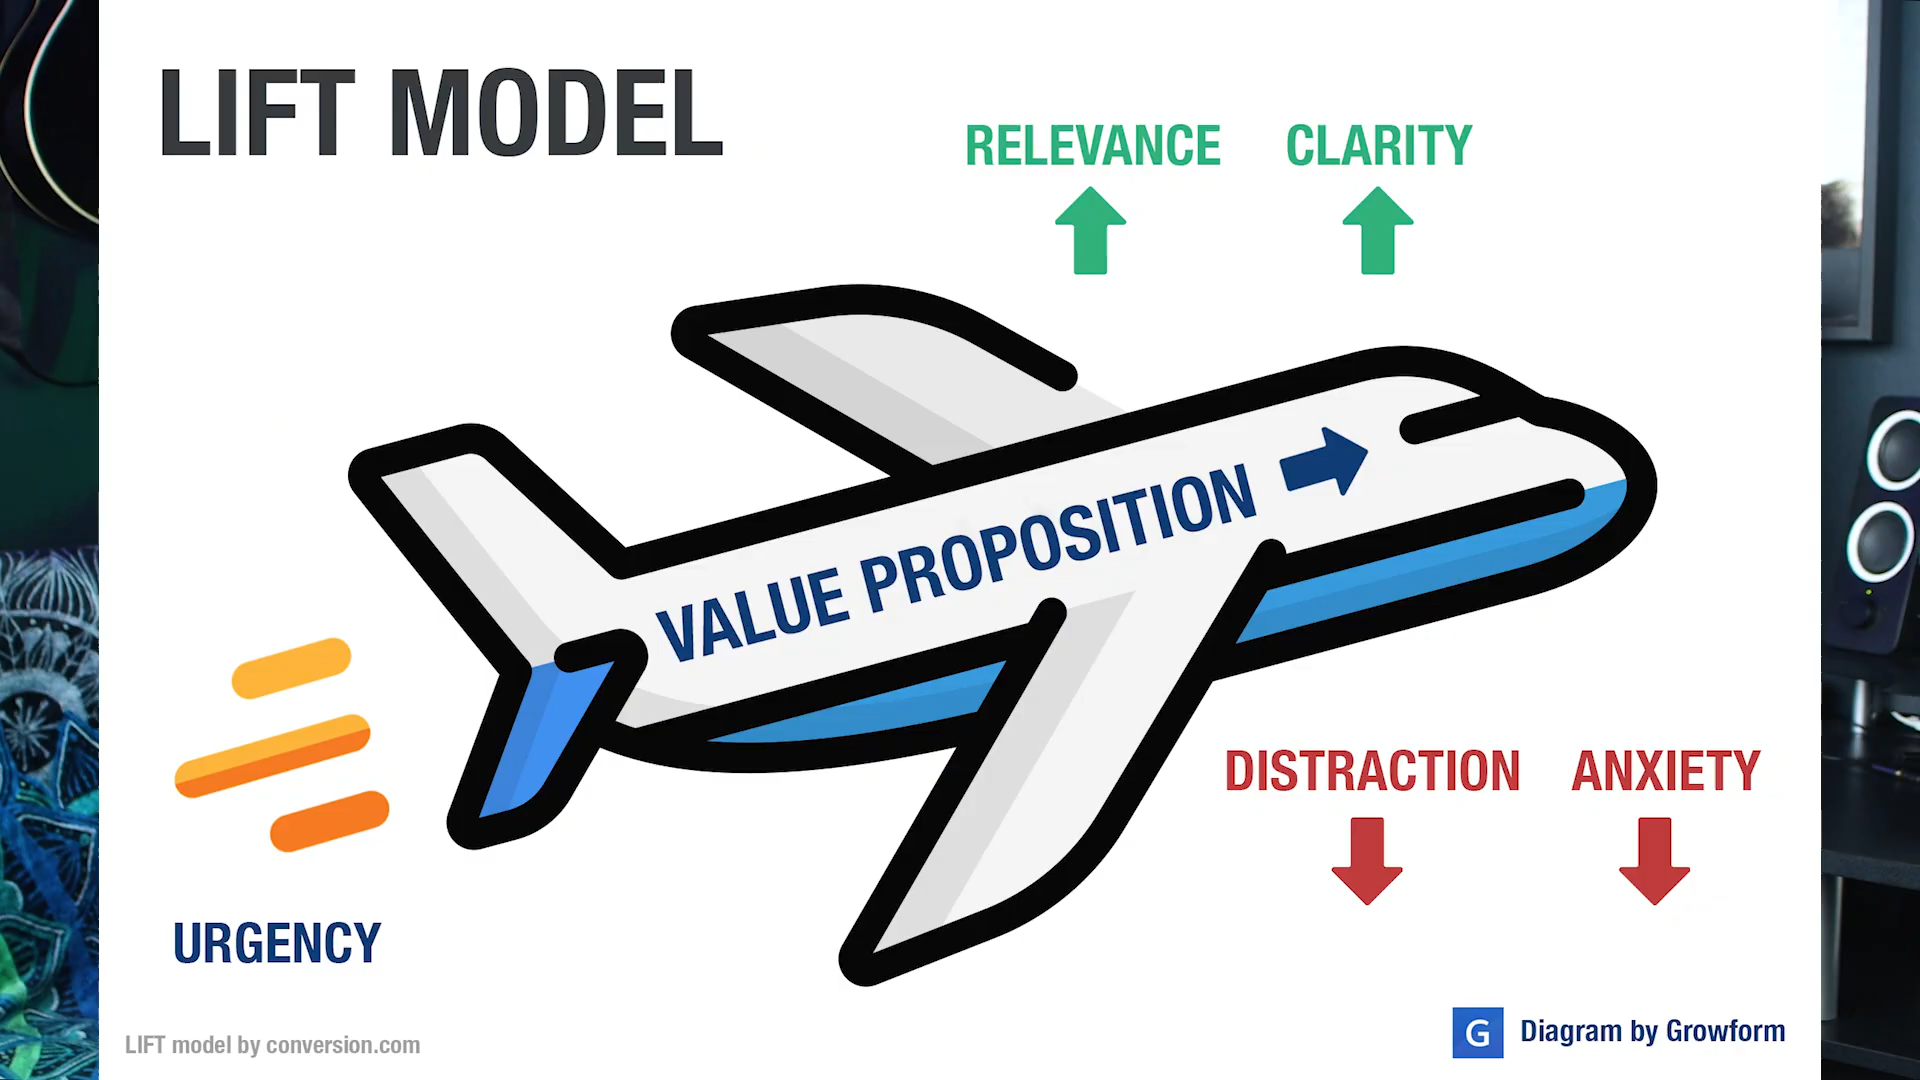 LIFT MODEL
RELEVANCE
CLARITY
VALUE PROPOSITION
DISTRACTION
ANXIETY
URGENCY
LIFT model by conversion.com
G
Diagram by Growform